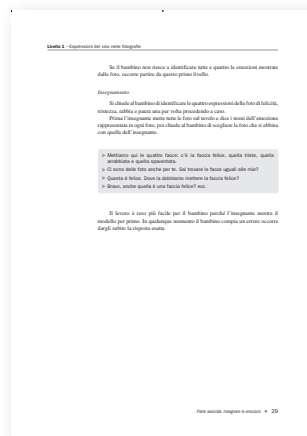 Livello 1 – Espressioni del viso nelle fotografie
Se il bambino non riesce a identificare tutte e quattro le emozioni mostrate
dalle foto, occorre partire da questo primo livello.
Insegnamento
Si chiede al bambino di identificare le quattro espressioni delle foto di felicità,
tristezza, rabbia e paura una per volta procedendo a caso.
Prima l'insegnante mette tutte le foto sul tavolo e dice i nomi dell'emozione
rappresentata in ogni foto, poi chiede al bambino di scegliere la foto che si abbina
con quella dell'insegnante.
Mettiamo qui le quattro facce: c'è la faccia felice, quella triste, quella
arrabbiata e quella spaventata.
Ci sono delle foto anche per te. Sai trovare le facce uguali alle mie?
Questa è felice. Dove la dobbiamo mettere la faccia felice?
Bravo, anche quella è una faccia felice? ecc.
Il lavoro è reso più facile per il bambino perché l'insegnante mostra il
modello per primo. In qualunque momento il bambino compia un errore occorre
dargli subito la risposta esatta.
Parte seconda: Insegnare le emozioni 29